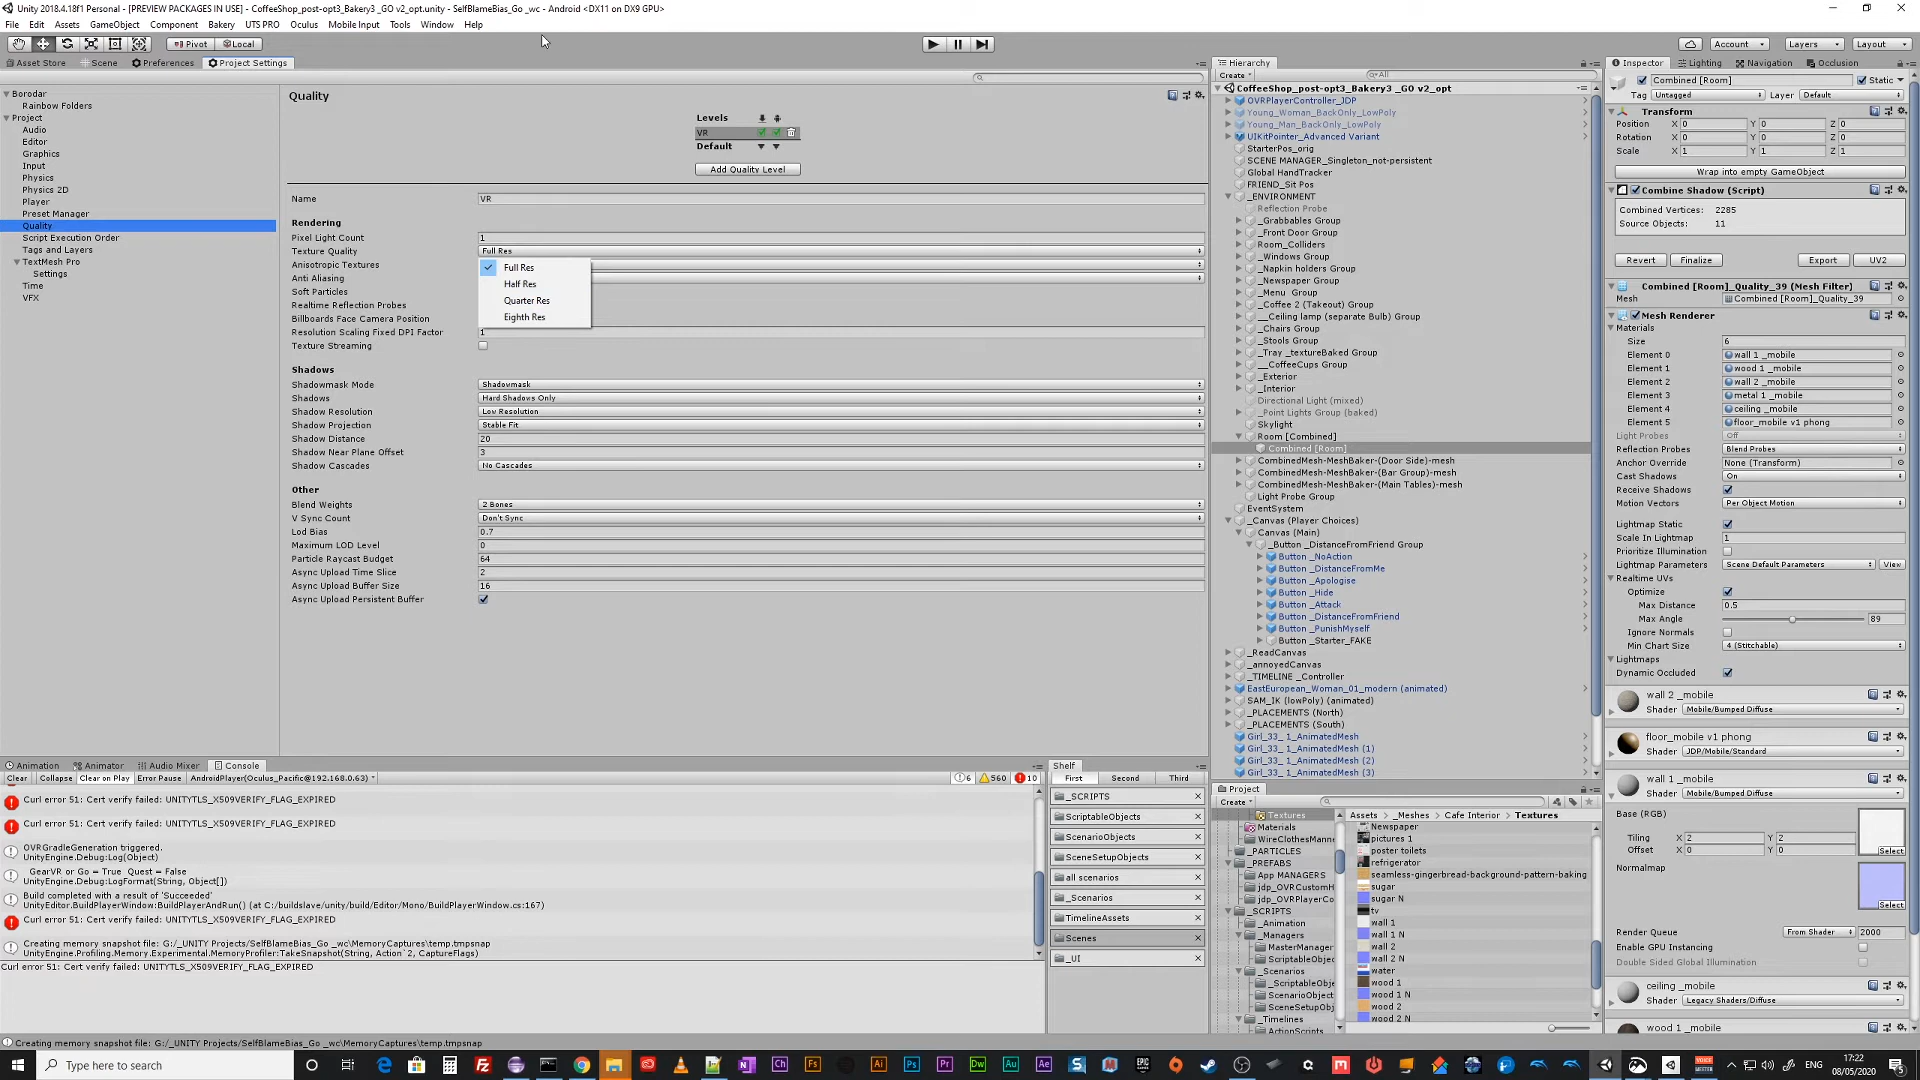 Unity 2018.4.18f1 Personal - [PREVIEW PACKAGES IN USE] - CoffeeShop_post-opt3_Bakery3 _GO v2_opt.unity - SelfBlameBias_Go _wc - Android <DX11 on DX9 GPU>
File Edit Assets GameObject Component Bakery UTS PRO Oculus Mobile Input Tools Window Help
Pivot Local Account Layers Layout
Asset Store Scene Preferences Project Settings
Borodar
Rainbow Folders
Project
Audio
Editor
Graphics
Input
Physics
Physics 2D
Player
Preset Manager
Quality
Script Execution Order
Tags and Layers
TextMesh Pro
Settings
Time
VFX
Quality
Levels
VR
Default
Add Quality Level
Name VR
Rendering
Pixel Light Count 1
Texture Quality Full Res
Anisotropic Textures
Anti Aliasing
Soft Particles
Realtime Reflection Probes
Billboards Face Camera Position
Resolution Scaling Fixed DPI Factor 1
Texture Streaming
Full Res
Half Res
Quarter Res
Eighth Res
Shadows
Shadowmask Mode Shadowmask
Shadows Hard Shadows Only
Shadow Resolution Low Resolution
Shadow Projection Stable Fit
Shadow Distance 20
Shadow Near Plane Offset 3
Shadow Cascades No Cascades
Other
Blend Weights 2 Bones
V Sync Count Don't Sync
Lod Bias 0.7
Maximum LOD Level 0
Particle Raycast Budget 64
Async Upload Time Slice 2
Async Upload Buffer Size 16
Async Upload Persistent Buffer
Hierarchy
Create All
CoffeeShop_post-opt3_Bakery3 _GO v2_opt
OVRPlayerController_JDP
Young_Woman_BackOnly_LowPoly
Young_Man_BackOnly_LowPoly
UIKitPointer_Advanced Variant
StarterPos_orig
SCENE MANAGER_Singleton_not-persistent
Global HandTracker
FRIEND_Sit Pos
_ENVIRONMENT
Reflection Probe
_Grabbables Group
_Front Door Group
Room_Colliders
_Windows Group
_Napkin holders Group
_Newspaper Group
_Menu Group
_Coffee 2 (Takeout) Group
__Ceiling lamp (separate Bulb) Group
_Chairs Group
_Stools Group
_Tray _textureBaked Group
__CoffeeCups Group
_Exterior
_Interior
Directional Light (mixed)
_Point Lights Group (baked)
Skylight
Room [Combined]
Combined [Room]
CombinedMesh-MeshBaker-(Door Side)-mesh
CombinedMesh-MeshBaker-(Bar Group)-mesh
CombinedMesh-MeshBaker-(Main Tables)-mesh
Light Probe Group
EventSystem
_Canvas (Player Choices)
Canvas (Main)
_Button _DistanceFromFriend Group
Button _NoAction
Button _DistanceFromMe
Button _Apologise
Button _Hide
Button _Attack
Button _DistanceFromFriend
Button _PunishMyself
Button _Starter_FAKE
_ReadCanvas
_annoyedCanvas
_TIMELINE _Controller
EastEuropean_Woman_01_modern (animated)
SAM_IK (lowPoly) (animated)
_PLACEMENTS (North)
_PLACEMENTS (South)
Girl_33_ 1_AnimatedMesh
Girl_33_ 1_AnimatedMesh (1)
Girl_33_ 1_AnimatedMesh (2)
Girl_33_ 1_AnimatedMesh (3)
Inspector Lighting Navigation Occlusion
Combined [Room] Static
Tag Untagged Layer Default
Transform
Position X 0 Y 0 Z 0
Rotation X 0 Y 0 Z 0
Scale X 1 Y 1 Z 1
Wrap into empty GameObject
Combine Shadow (Script)
Combined Vertices: 2285
Source Objects: 11
Revert Finalize Export UV2
Combined [Room]_Quality_39 (Mesh Filter)
Mesh Combined [Room]_Quality_39
Mesh Renderer
Materials
Size 6
Element 0 wall 1 _mobile
Element 1 wood 1 _mobile
Element 2 wall 2 _mobile
Element 3 metal 1 _mobile
Element 4 ceiling _mobile
Element 5 floor_mobile v1 phong
Light Probes Off
Reflection Probes Blend Probes
Anchor Override None (Transform)
Cast Shadows On
Receive Shadows
Motion Vectors Per Object Motion
Lightmap Static
Scale In Lightmap 1
Prioritize Illumination
Lightmap Parameters Scene Default Parameters View
Realtime UVs
Optimize
Max Distance 0.5
Max Angle 89
Ignore Normals
Min Chart Size 4 (Stitchable)
Lightmaps
Dynamic Occluded
wall 2 _mobile
Shader Mobile/Bumped Diffuse
floor_mobile v1 phong
Shader JDP/Mobile/Standard
wall 1 _mobile
Shader Mobile/Bumped Diffuse
Base (RGB)
Tiling X 2 Y 2
Offset X 0 Y 0
Select
Normalmap
Select
Render Queue From Shader 2000
Enable GPU Instancing
Double Sided Global Illumination
ceiling _mobile
Shader Legacy Shaders/Diffuse
wood 1 _mobile
Animation Animator Audio Mixer Console
Clear Collapse Clear on Play Error Pause AndroidPlayer(Oculus_Pacific@192.168.0.63) 6 560 10
Curl error 51: Cert verify failed: UNITYTLS_X509VERIFY_FLAG_EXPIRED
Curl error 51: Cert verify failed: UNITYTLS_X509VERIFY_FLAG_EXPIRED
OVRGradleGeneration triggered.
UnityEngine.Debug:Log(Object)
GearVR or Go = True Quest = False
UnityEngine.Debug:LogFormat(String, Object[])
Build completed with a result of 'Succeeded'
UnityEditor.BuildPlayerWindow:BuildPlayerAndRun() (at C:/buildslave/unity/build/Editor/Mono/BuildPlayerWindow.cs:167)
Curl error 51: Cert verify failed: UNITYTLS_X509VERIFY_FLAG_EXPIRED
Creating memory snapshot file: G:/_UNITY Projects/SelfBlameBias_Go _wc\MemoryCaptures\temp.tmpsnap
UnityEngine.Profiling.Memory.Experimental.MemoryProfiler:TakeSnapshot(String, Action`2, CaptureFlags)
Curl error 51: Cert verify failed: UNITYTLS_X509VERIFY_FLAG_EXPIRED
Shelf
First Second Third
_SCRIPTS
ScriptableObjects
ScenarioObjects
SceneSetupObjects
all scenarios
_Scenarios
TimelineAssets
Scenes
_UI
Project
Create
Textures
Materials
WireClothesMann
_PARTICLES
_PREFABS
App MANAGERS
jdp_OVRCustomH
jdp_OVRPlayerCo
_SCRIPTS
_Animation
_Managers
MasterManager
ScriptableObjec
_Scenarios
_ScriptableObje
ScenarioObject
SceneSetupObjec
_Timelines
ActionScripts
Assets > _Meshes > Cafe Interior > Textures
Newspaper
pictures 1
poster toilets
refrigerator
seamless-gingerbread-background-pattern-baking
sugar
sugar N
tv
wall 1
wall 1 N
wall 2
wall 2 N
water
wood 1
wood 1 N
wood 2
wood 2 N
Creating memory snapshot file: G:/_UNITY Projects/SelfBlameBias_Go _wc\MemoryCaptures\temp.tmpsnap
Type here to search
ENG
17:22
08/05/2020